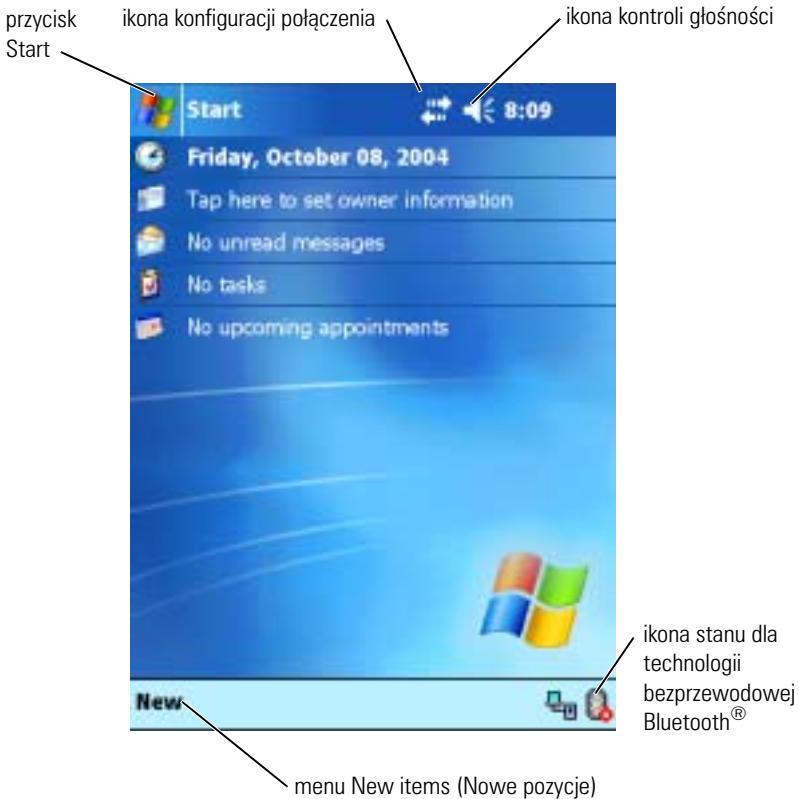 przycisk
Start
ikona konfiguracji połączenia
ikona kontroli głośności
Start
8:09
Friday, October 08, 2004
Tap here to set owner information
No unread messages
No tasks
No upcoming appointments
ikona stanu dla
technologii
bezprzewodowej
Bluetooth®
New
menu New items (Nowe pozycje)